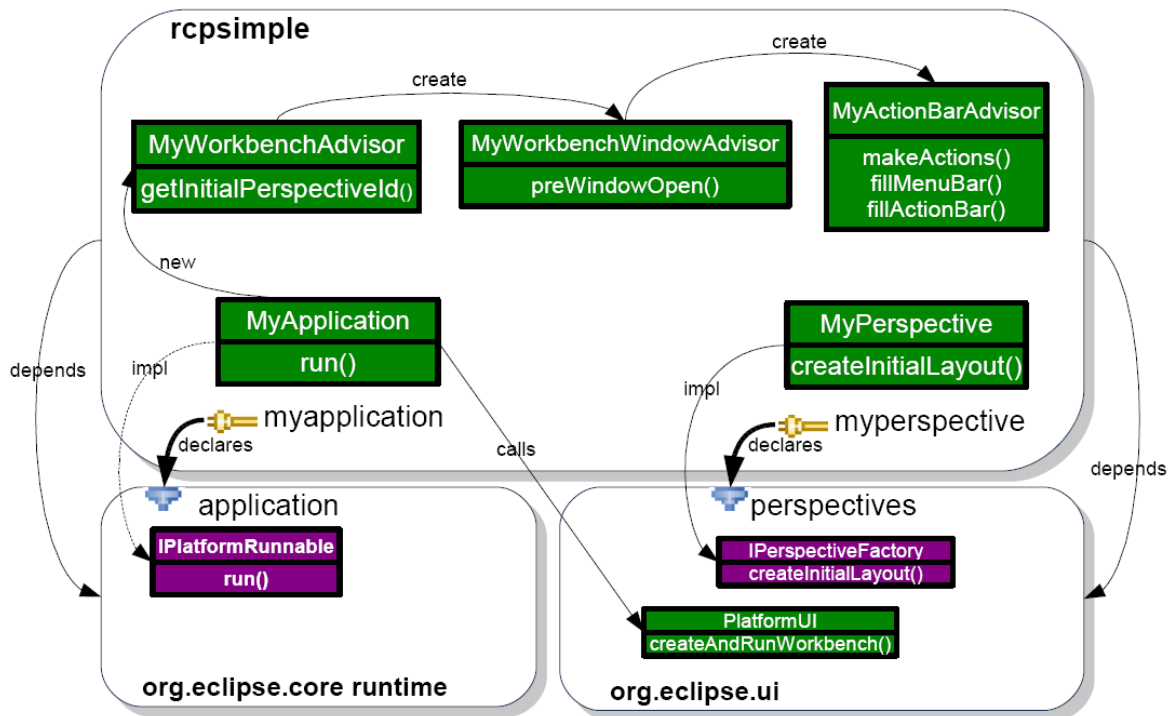 rcpsimple
create
create
MyWorkbenchAdvisor
getInitialPerspectiveId()
MyWorkbenchWindowAdvisor
preWindowOpen()
MyActionBarAdvisor
makeActions()
fillMenuBar()
fillActionBar()
new
MyApplication
run()
MyPerspective
createInitialLayout()
depends
impl
impl
myapplication
declares
calls
myperspective
declares
depends
application
IPlatformRunnable
run()
org.eclipse.core runtime
perspectives
IPerspectiveFactory
createInitialLayout()
PlatformUI
createAndRunWorkbench()
org.eclipse.ui